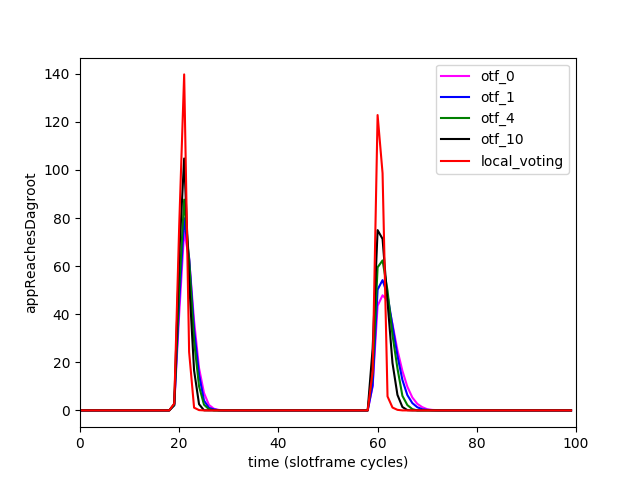 otf_0
otf_1
otf_4
otf_10
local_voting
140
120
100
80
60
40
20
0
appReachesDagroot
0 20 40 60 80 100
time (slotframe cycles)